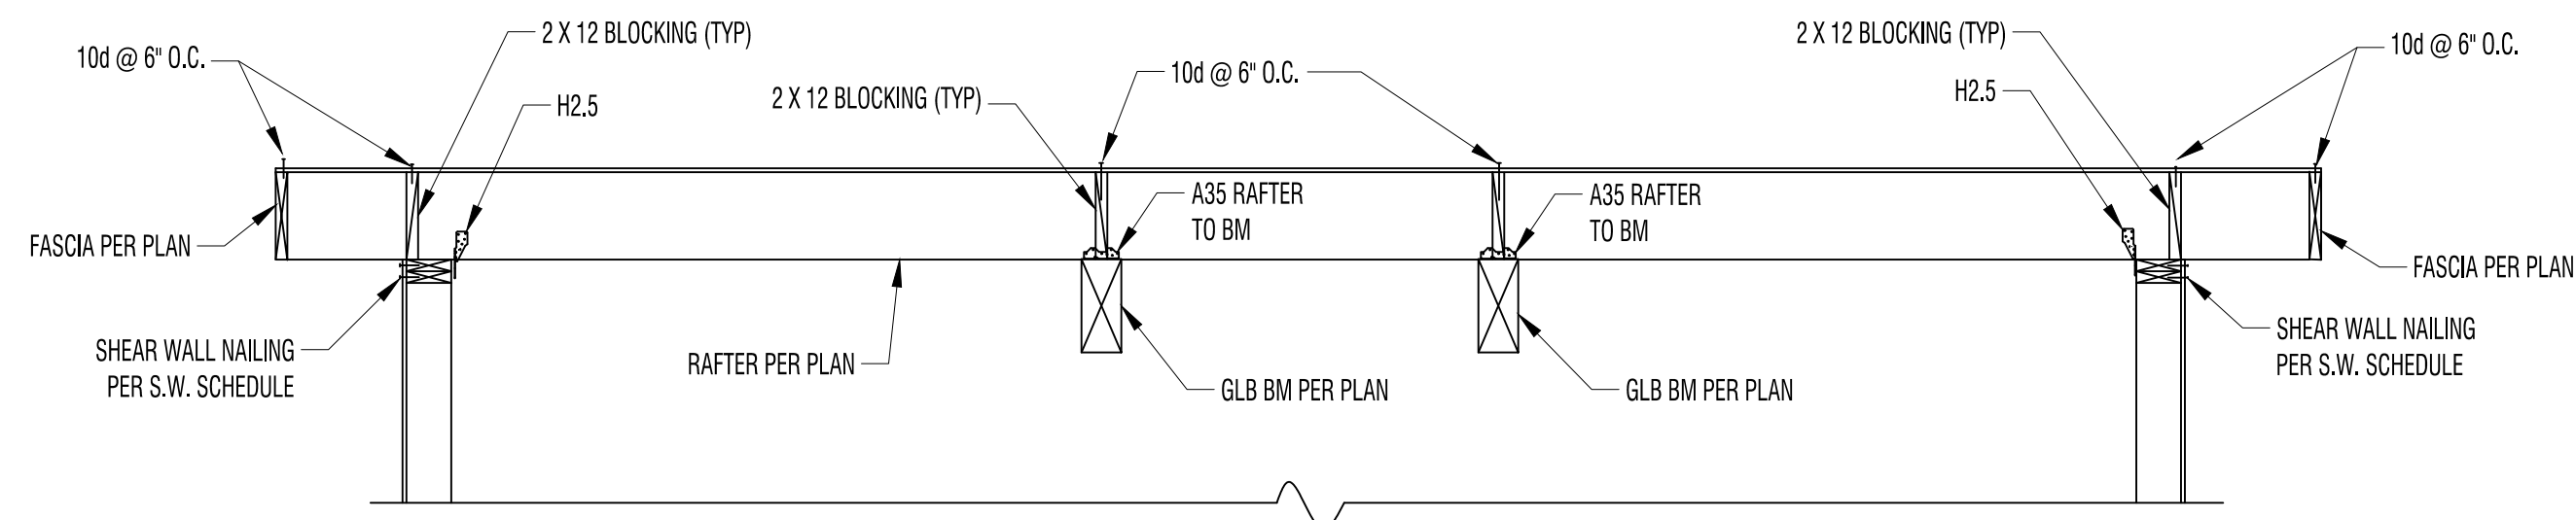 10d @ 6" O.C.
2 X 12 BLOCKING (TYP)
H2.5
2 X 12 BLOCKING (TYP)
10d @ 6" O.C.
2 X 12 BLOCKING (TYP)
H2.5
10d @ 6" O.C.
FASCIA PER PLAN
A35 RAFTER
TO BM
A35 RAFTER
TO BM
FASCIA PER PLAN
SHEAR WALL NAILING
PER S.W. SCHEDULE
RAFTER PER PLAN
GLB BM PER PLAN
GLB BM PER PLAN
SHEAR WALL NAILING
PER S.W. SCHEDULE